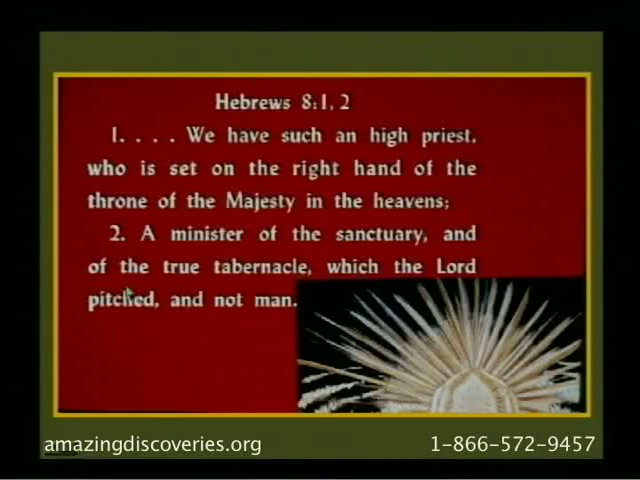 Hebrews 8:1, 2
1. . . . We have such an high priest,
who is set on the right hand of the
throne of the Majesty in the heavens;
2. A minister of the sanctuary, and
of the true tabernacle, which the Lord
pitched, and not man.
amazingdiscoveries.org
1-866-572-9457